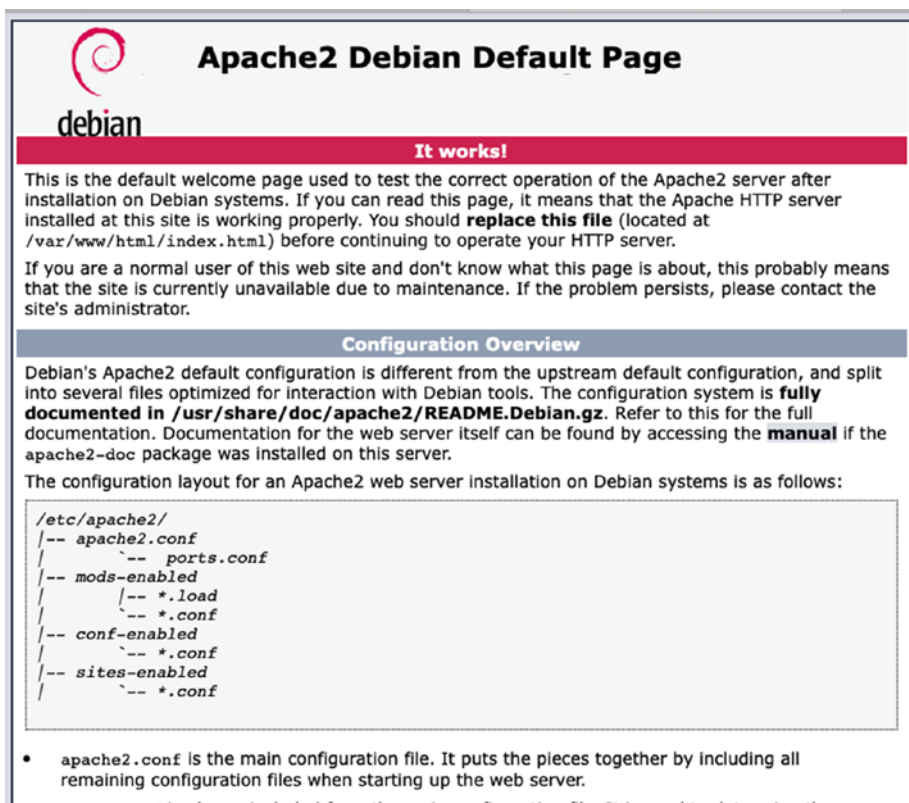 debian
Apache2 Debian Default Page
It works!
This is the default welcome page used to test the correct operation of the Apache2 server after
installation on Debian systems. If you can read this page, it means that the Apache HTTP server
installed at this site is working properly. You should replace this file (located at
/var/www/html/index.html) before continuing to operate your HTTP server.
If you are a normal user of this web site and don't know what this page is about, this probably means
that the site is currently unavailable due to maintenance. If the problem persists, please contact the
site's administrator.
Configuration Overview
Debian's Apache2 default configuration is different from the upstream default configuration, and split
into several files optimized for interaction with Debian tools. The configuration system is fully
documented in /usr/share/doc/apache2/README.Debian.gz. Refer to this for the full
documentation. Documentation for the web server itself can be found by accessing the manual if the
apache2-doc package was installed on this server.
The configuration layout for an Apache2 web server installation on Debian systems is as follows:
/etc/apache2/
|-- apache2.conf
|       `--  ports.conf
|-- mods-enabled
|       |-- *.load
|       `-- *.conf
|-- conf-enabled
|       `-- *.conf
|-- sites-enabled
|       `-- *.conf
• apache2.conf is the main configuration file. It puts the pieces together by including all
remaining configuration files when starting up the web server.